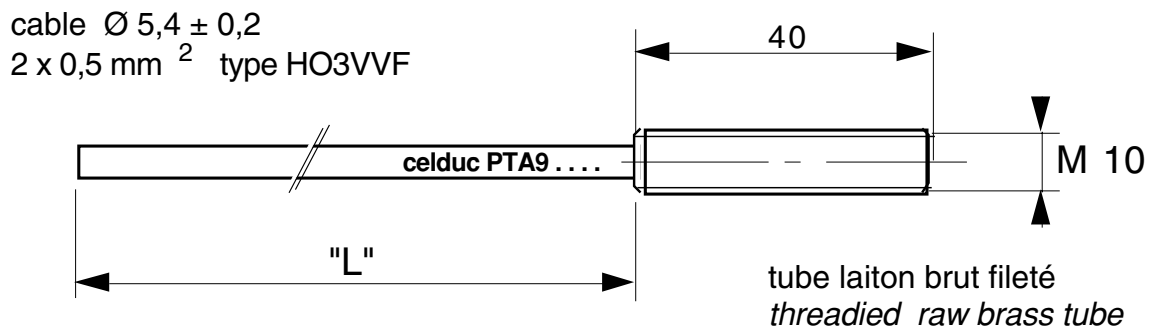 cable Ø 5,4 ± 0,2
2 x 0,5 mm 2 type HO3VVF
40
celduc PTA9 . . . .
M 10
"L"
tube laiton brut fileté
threadied raw brass tube